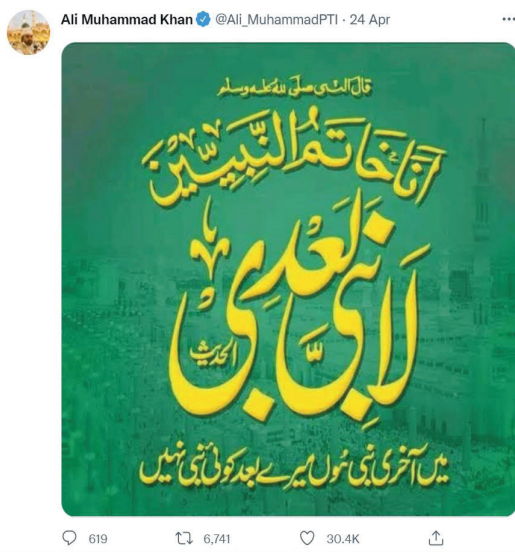 Ali Muhammad Khan @Ali_MuhammadPTI · 24 Apr
قال النبی صلی اللہ علیہ وسلم
أنا خاتم النبیین
لا نبی بعدی
الحدیث
میں آخری نبی ہوں میرے بعد کوئی نبی نہیں
619 6,741 30.4K